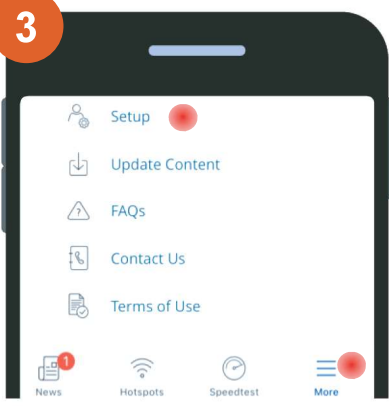 3
Setup
Update Content
FAQs
Contact Us
Terms of Use
1
News Hotspots Speedtest More